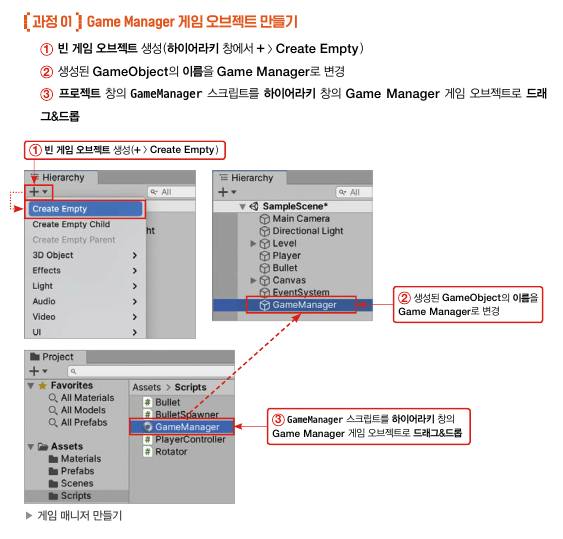 [과정 01] Game Manager 게임 오브젝트 만들기
① 빈 게임 오브젝트 생성(하이어라키 창에서 + > Create Empty)
② 생성된 GameObject의 이름을 Game Manager로 변경
③ 프로젝트 창의 GameManager 스크립트를 하이어라키 창의 Game Manager 게임 오브젝트로 드래
그&드롭
① 빈 게임 오브젝트 생성(+ > Create Empty)
Hierarchy
+ All
Create Empty
Create Empty Child
ht
Create Empty Parent
3D Object >
Effects >
Light >
Audio >
Video >
UI >
Hierarchy
+ All
SampleScene*
Main Camera
Directional Light
Level
Player
Bullet
Canvas
EventSystem
GameManager
② 생성된 GameObject의 이름을
Game Manager로 변경
Project
+
Favorites
All Materials
All Models
All Prefabs
Assets
Materials
Prefabs
Scenes
Scripts
Assets > Scripts
# Bullet
# BulletSpawner
GameManager
# PlayerController
# Rotator
③ GameManager 스크립트를 하이어라키 창의
Game Manager 게임 오브젝트로 드래그&드롭
▶ 게임 매니저 만들기